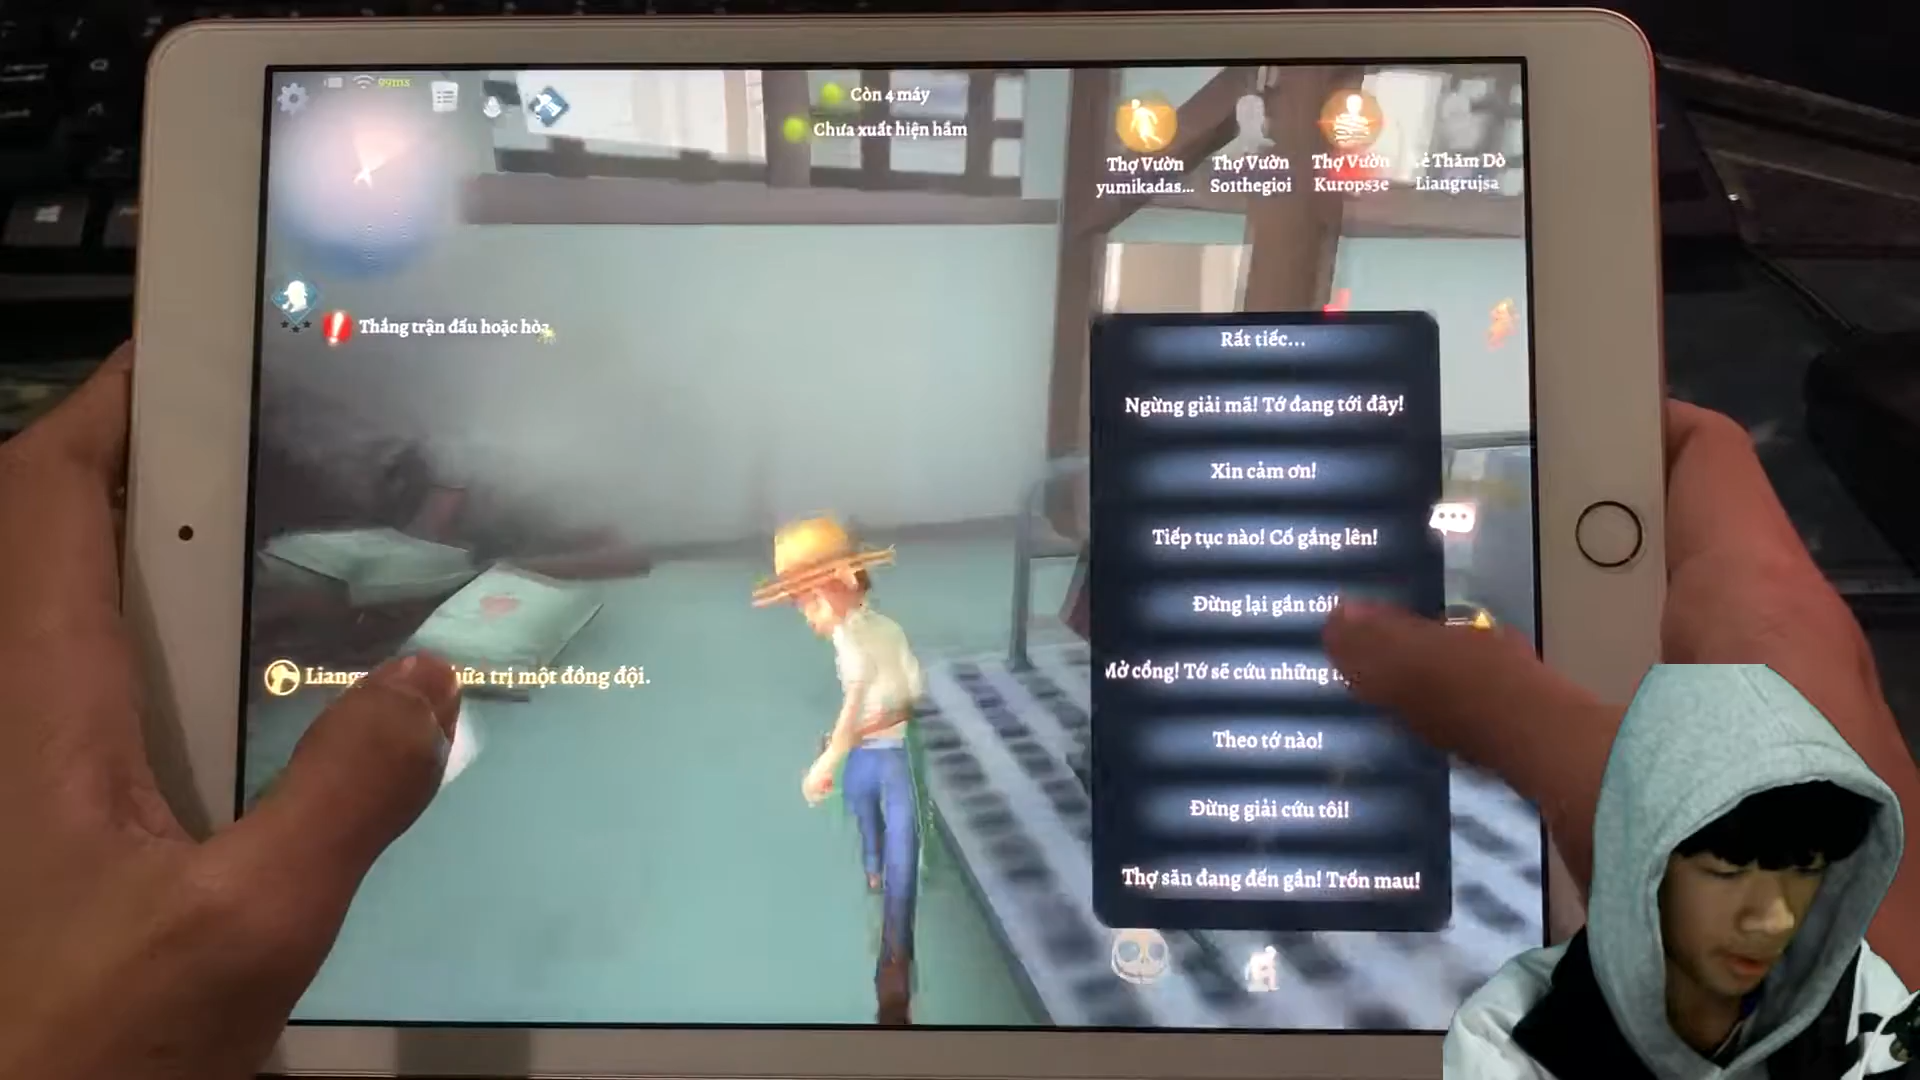 99ms
Còn 4 máy
Chưa xuất hiện hầm
Thợ Vườn
yumikadas...
Thợ Vườn
So1thegioi
Thợ Vườn
Kurops3e
Thăm Dò
Liangrujsa
Thắng trận đấu hoặc hòa
Rất tiếc...
Ngừng giải mã! Tớ đang tới đây!
Xin cảm ơn!
Tiếp tục nào! Cố gắng lên!
Đừng lại gần tôi!
Mở cổng! Tớ sẽ cứu những
trị một đồng đội.
Theo tớ nào!
Đừng giải cứu tôi!
Thợ săn đang đến gần! Trốn mau!